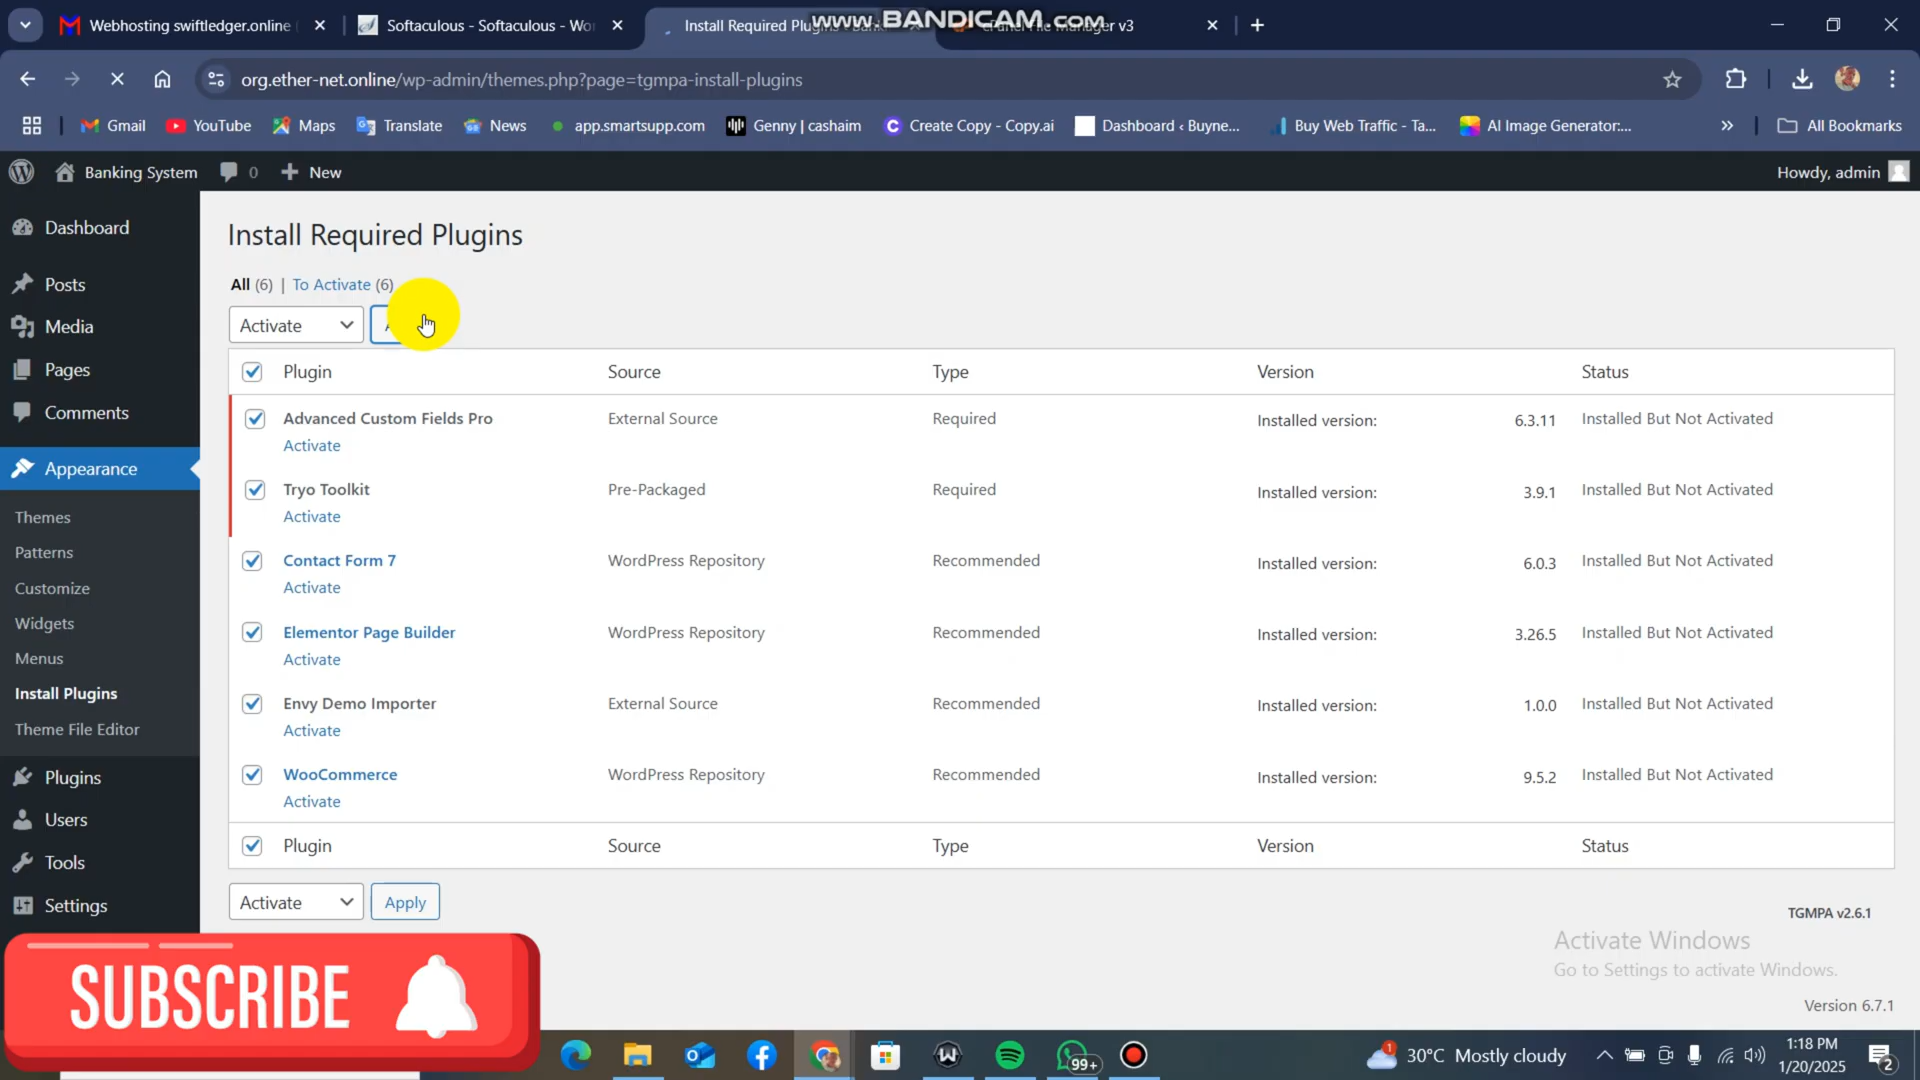 www.BANDICAM.com
Webhosting swiftledger.online
Softaculous - Softaculous - Wo
Install Required Plugins
cPanel File Manager v3
org.ether-net.online/wp-admin/themes.php?page=tgmpa-install-plugins
Gmail
YouTube
Maps
Translate
News
app.smartsupp.com
Genny | cashaim
Create Copy - Copy.ai
Dashboard ‹ Buyne...
Buy Web Traffic - Ta...
AI Image Generator:...
»
All Bookmarks
Banking System
0
New
Howdy, admin
Dashboard
Posts
Media
Pages
Comments
Appearance
Themes
Patterns
Customize
Widgets
Menus
Install Plugins
Theme File Editor
Plugins
Users
Tools
Settings
Install Required Plugins
All (6) | To Activate (6)
Activate
Plugin Source Type Version Status
Advanced Custom Fields Pro External Source Required Installed version: 6.3.11 Installed But Not Activated
Activate
Tryo Toolkit Pre-Packaged Required Installed version: 3.9.1 Installed But Not Activated
Activate
Contact Form 7 WordPress Repository Recommended Installed version: 6.0.3 Installed But Not Activated
Activate
Elementor Page Builder WordPress Repository Recommended Installed version: 3.26.5 Installed But Not Activated
Activate
Envy Demo Importer External Source Recommended Installed version: 1.0.0 Installed But Not Activated
Activate
WooCommerce WordPress Repository Recommended Installed version: 9.5.2 Installed But Not Activated
Activate
Plugin Source Type Version Status
Activate Apply
TGMPA v2.6.1
Activate Windows
Go to Settings to activate Windows.
Version 6.7.1
SUBSCRIBE
99+
1
30°C Mostly cloudy
1:18 PM
1/20/2025
2